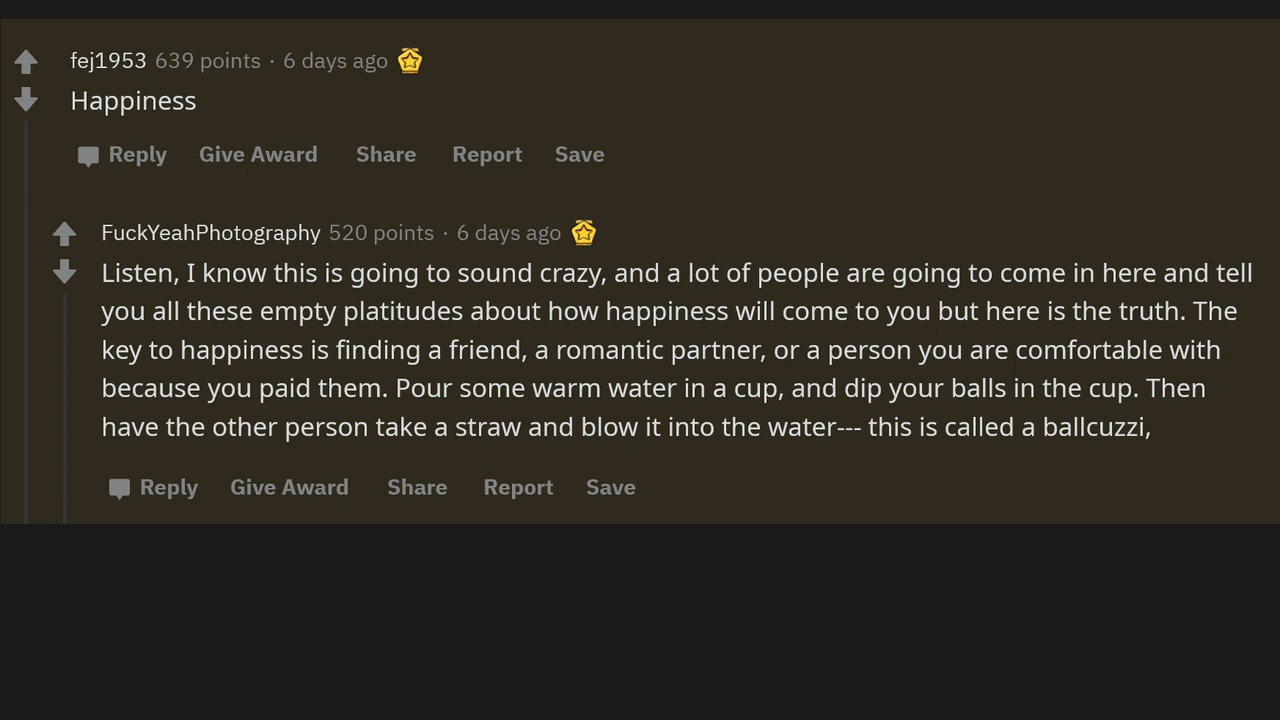 fej1953 639 points · 6 days ago
Happiness
Reply Give Award Share Report Save
FuckYeahPhotography 520 points · 6 days ago
Listen, I know this is going to sound crazy, and a lot of people are going to come in here and tell
you all these empty platitudes about how happiness will come to you but here is the truth. The
key to happiness is finding a friend, a romantic partner, or a person you are comfortable with
because you paid them. Pour some warm water in a cup, and dip your balls in the cup. Then
have the other person take a straw and blow it into the water--- this is called a ballcuzzi,
Reply Give Award Share Report Save